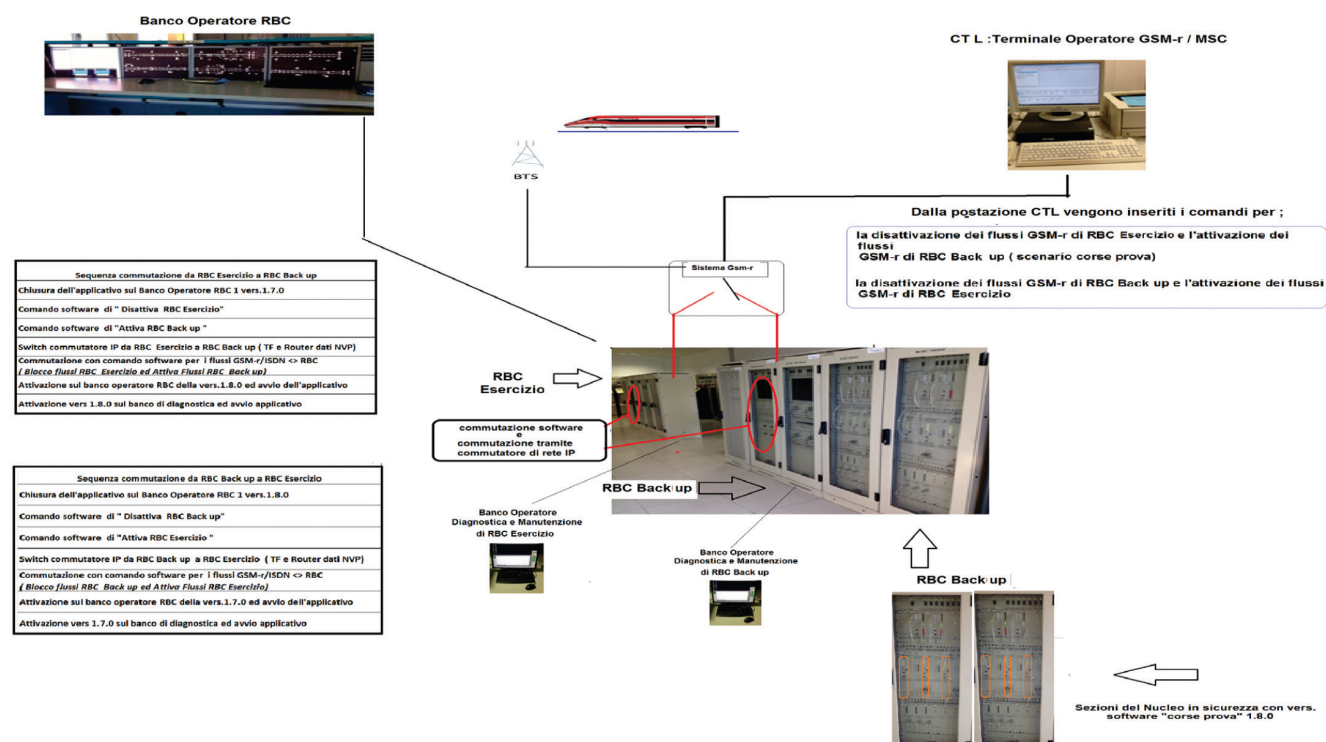 Banco Operatore RBC
CT L :Terminale Operatore GSM-r / MSC
BTS
Dalla postazione CTL vengono inseriti i comandi per ;
la disattivazione dei flussi GSM-r di RBC Esercizio e l'attivazione dei
flussi
GSM-r di RBC Back up ( scenario corse prova)
la disattivazione dei flussi GSM-r di RBC Back up e l'attivazione dei flussi
GSM-r di RBC Esercizio
Sistema Gsm-r
Sequenza commutazione da RBC Esercizio a RBC Back up
Chiusura dell'applicativo sul Banco Operatore RBC 1 vers.1.7.0
Comando software di " Disattiva RBC Esercizio"
Comando software di "Attiva RBC Back up "
Switch commutatore IP da RBC Esercizio a RBC Back up ( TF e Router dati NVP)
Commutazione con comando software per i flussi GSM-r/ISDN <> RBC
( Blocco flussi RBC Esercizio ed Attiva Flussi RBC Back up)
Attivazione sul banco operatore RBC della vers.1.8.0 ed avvio dell'applicativo
Attivazione vers 1.8.0 sul banco di diagnostica ed avvio applicativo
RBC
Esercizio
commutazione software
e
commutazione tramite
commutatore di rete IP
RBC Back up
Sequenza commutazione da RBC Back up a RBC Esercizio
Chiusura dell'applicativo sul Banco Operatore RBC 1 vers.1.8.0
Comando software di " Disattiva RBC Back up"
Comando software di "Attiva RBC Esercizio "
Switch commutatore IP da RBC Back up a RBC Esercizio ( TF e Router dati NVP)
Commutazione con comando software per i flussi GSM-r/ISDN <> RBC
( Blocco flussi RBC Back up ed Attiva Flussi RBC Esercizio)
Attivazione sul banco operatore RBC della vers.1.7.0 ed avvio dell'applicativo
Attivazione vers 1.7.0 sul banco di diagnostica ed avvio applicativo
Banco Operatore
Diagnostica e Manutenzione
di RBC Esercizio
Banco Operatore
Diagnostica e Manutenzione
di RBC Back up
RBC Back up
Sezioni del Nucleo in sicurezza con vers.
software "corse prova" 1.8.0